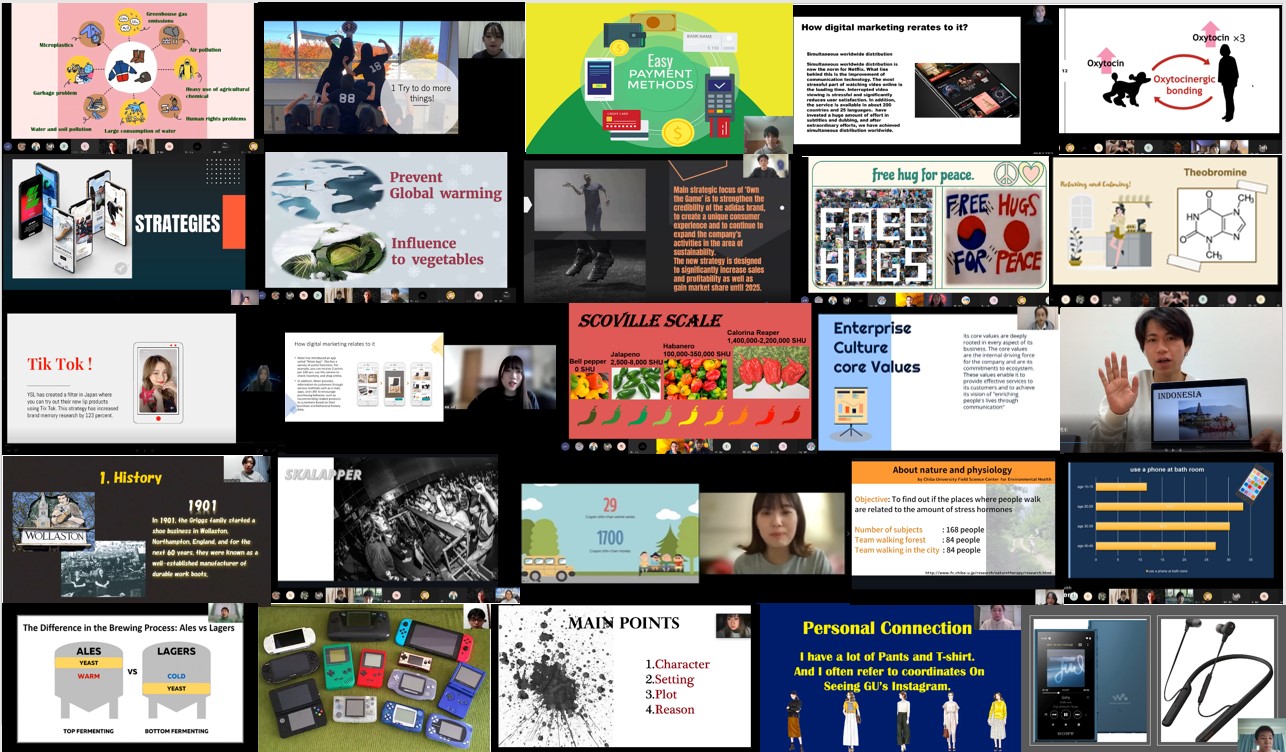 Greenhouse gas
emissions
Microplastics
Air pollution
Garbage problem
Heavy use of agricultural
chemical
Human rights problems
Water and soil pollution
Large consumption of water
88
1 Try to do more
things!
BANK NAME
Easy
PAYMENT
METHODS
CREDIT CARD
How digital marketing rerates to it?
Simultaneous worldwide distribution
Simultaneous worldwide distribution is
now the norm for Netflix. What lies
behind this is the improvement of
communication technology. The most
stressful part of watching video online is
the loading time. Interrupted video
viewing is stressful and significantly
reduces user satisfaction. In addition,
the service is available in about 200
countries and 25 languages. have
invested a huge amount of effort in
subtitles and dubbing, and after
extraordinary efforts, we have achieved
simultaneous distribution worldwide.
Oxytocin ×3
Oxytocin
Oxytocinergic
bonding
12
STRATEGIES
Prevent
Global warming
Influence
to vegetables
Main strategic focus of 'Own
the Game' is to strengthen the
credibility of the adidas brand,
to create a unique consumer
experience and to continue to
expand the company's
activities in the area of
sustainability.
The new strategy is designed
to significantly increase sales
and profitability as well as
gain market share until 2025.
free hug for peace.
FREE
HUGS
FREE HUGS
FOR PEACE
Relaxing and Calming!
Theobromine
CH₃
O
N
HN
O
N
N
CH₃
Tik Tok !
YSL has created a filter in Japan where
you can try out their new lip products
using Tik Tok. This strategy has increased
brand memory research by 123 percent.
How digital marketing relates to it
SCOVILLE SCALE
Calorina Reaper
1,400,000-2,200,000 SHU
Habanero
100,000-350,000 SHU
Jalapeno
2,500-8,000 SHU
Bell pepper
0 SHU
Enterprise
Culture
core Values
Its core values are deeply
rooted in every aspect of its
business. The core values
are the internal driving force
for the company and are its
commitments to ecosystem.
These values enable it to
provide effective services to
its customers and to achieve
its vision of "enriching
people's lives through
communication"
INDONESIA
1. History
WOLLASTON
1901
In 1901, the Griggs family started a
shoe business in Wollaston,
Northampton, England, and for the
next 60 years, they were known as a
well-established manufacturer of
durable work boots.
SKALAPPER
29
1700
About nature and physiology
by Chiba University Field Science Center for Environmental Health
Objective: To find out if the places where people walk
are related to the amount of stress hormones
Number of subjects : 168 people
Team walking forest : 84 people
Team walking in the city : 84 people
use a phone at bath room
The Difference in the Brewing Process: Ales vs Lagers
ALES
YEAST
WARM
VS
LAGERS
COLD
YEAST
TOP FERMENTING
BOTTOM FERMENTING
MAIN POINTS
1.Character
2.Setting
3.Plot
4.Reason
Personal Connection
I have a lot of Pants and T-shirt.
And I often refer to coordinates On
Seeing GU's Instagram.
SONY